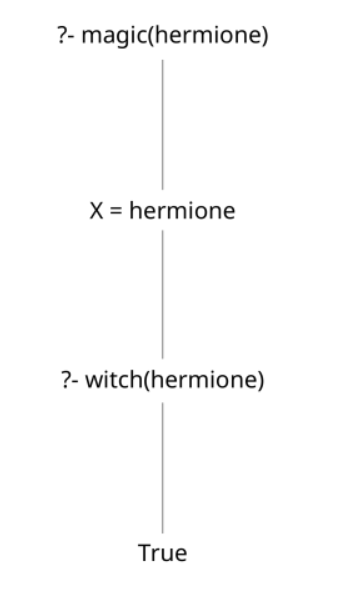 ?- magic(hermione)
X = hermione
?- witch(hermione)
True